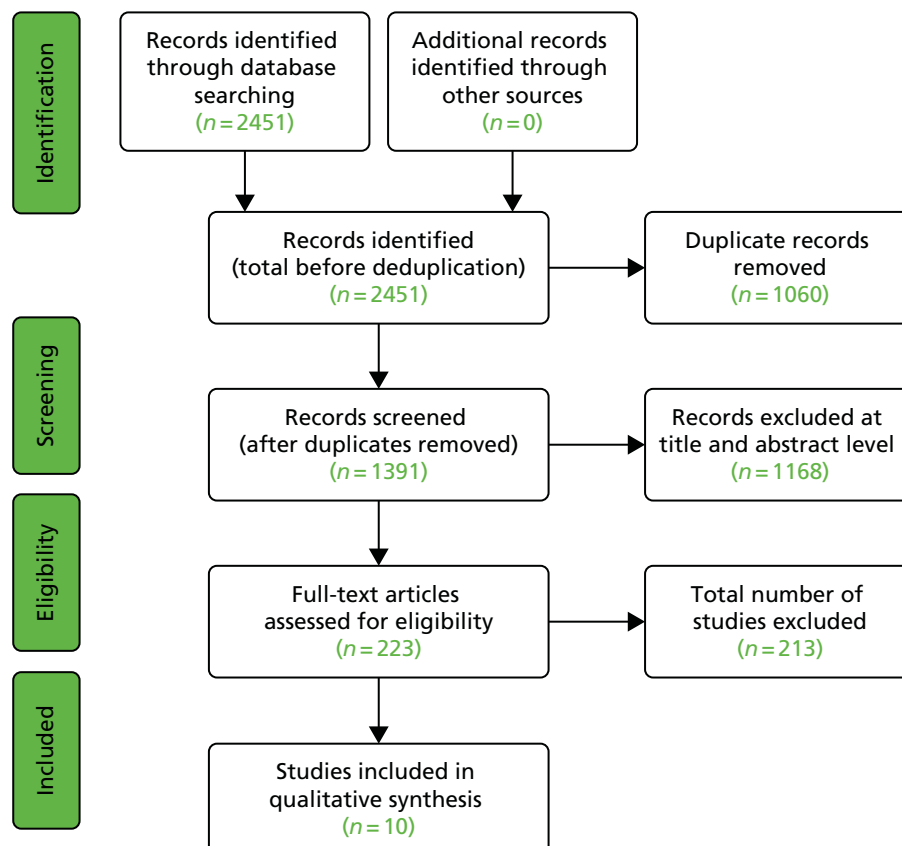 Identification
Records identified
through database
searching
(n=2451)
Additional records
identified through
other sources
(n=0)
Records identified
(total before deduplication)
(n=2451)
Duplicate records
removed
(n=1060)
Screening
Records screened
(after duplicates removed)
(n=1391)
Records excluded at
title and abstract level
(n=1168)
Eligibility
Full-text articles
assessed for eligibility
(n=223)
Total number of
studies excluded
(n=213)
Included
Studies included in
qualitative synthesis
(n=10)